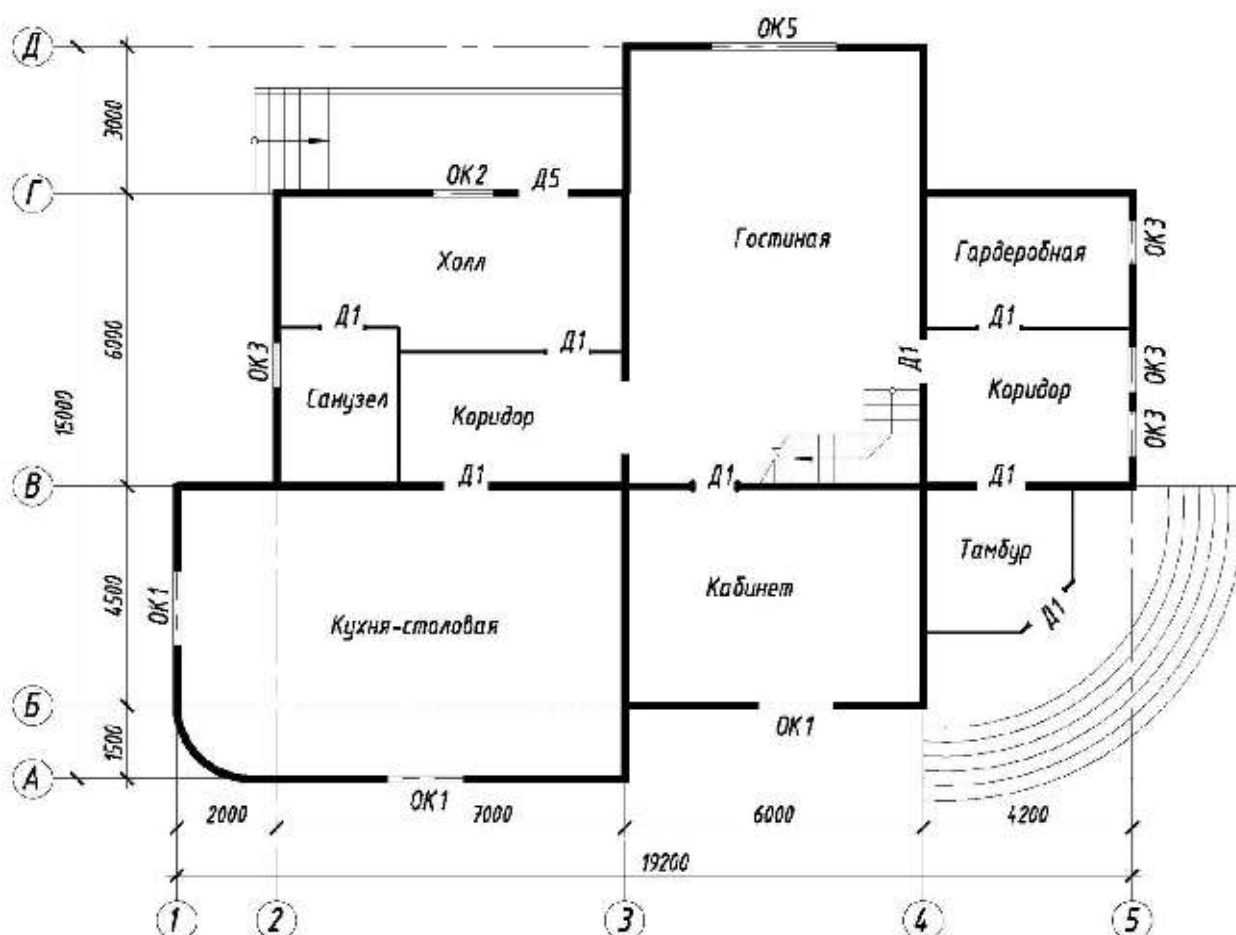 ОК5
Д
3000
Г
ОК2
Д5
Гостиная
Гардеробная
ОК3
Холл
Д1
Д1
Д1
Д1
6000
ОК3
ОК3
15000
Санузел
Коридор
Коридор
ОК3
В
Д1
Д1
Д1
Тамбур
4500
ОК1
Кухня-столовая
Кабинет
Д1
Б
1500
ОК1
А
ОК1
2000
7000
6000
4200
19200
1
2
3
4
5